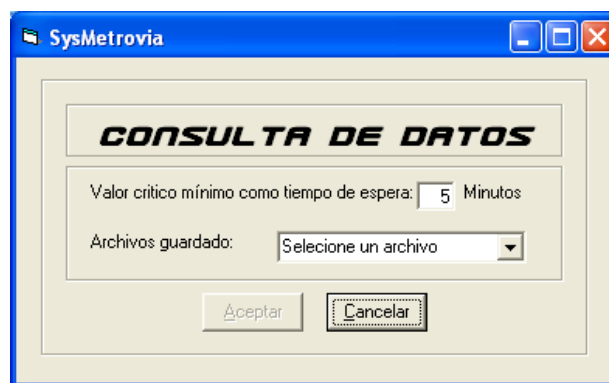 SysMetrovia
CONSULTA DE DATOS
Valor critico mínimo como tiempo de espera: 5 Minutos
Archivos guardado: Selecione un archivo
Aceptar Cancelar